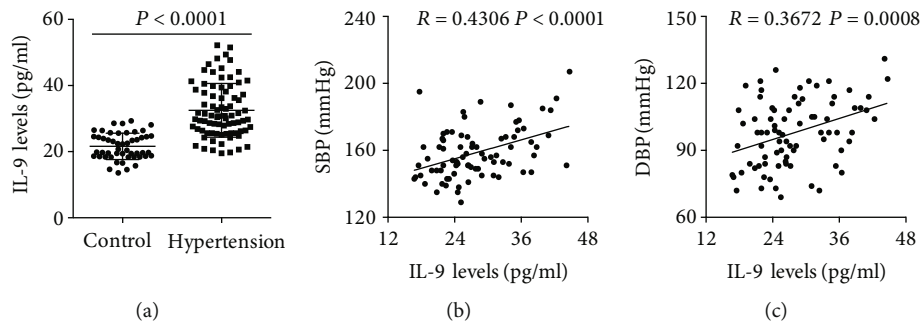 P < 0.0001
IL-9 levels (pg/ml)
60
40
20
0
Control
Hypertension
(a)
R = 0.4306 P < 0.0001
SBP (mmHg)
240
200
160
120
12 24 36 48
IL-9 levels (pg/ml)
(b)
R = 0.3672 P = 0.0008
DBP (mmHg)
150
120
90
60
12 24 36 48
IL-9 levels (pg/ml)
(c)